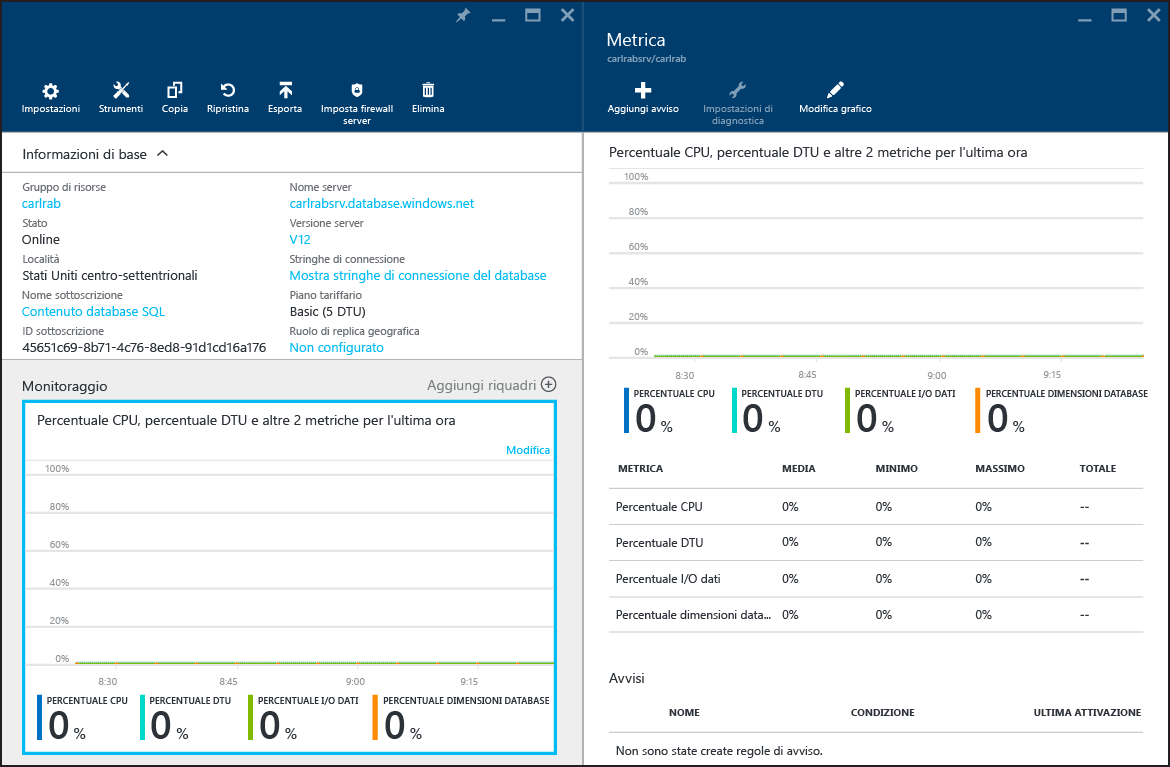 Impostazioni
Strumenti
Copia
Ripristina
Esporta
Imposta firewall
server
Elimina
Informazioni di base
Gruppo di risorse
carlrab
Stato
Online
Località
Stati Uniti centro-settentrionali
Nome sottoscrizione
Contenuto database SQL
ID sottoscrizione
45651c69-8b71-4c76-8ed8-91d1cd16a176
Nome server
carlrabsrv.database.windows.net
Versione server
V12
Stringhe di connessione
Mostra stringhe di connessione del database
Piano tariffario
Basic (5 DTU)
Ruolo di replica geografica
Non configurato
Monitoraggio
Aggiungi riquadri
Percentuale CPU, percentuale DTU e altre 2 metriche per l'ultima ora
Modifica
100%
80%
60%
40%
20%
0%
8:30 8:45 9:00 9:15
PERCENTUALE CPU
0 %
PERCENTUALE DTU
0 %
PERCENTUALE I/O DATI
0 %
PERCENTUALE DIMENSIONI DATABASE
0 %
Metrica
carlrabsrv/carlrab
Aggiungi avviso
Impostazioni di
diagnostica
Modifica grafico
Percentuale CPU, percentuale DTU e altre 2 metriche per l'ultima ora
100%
80%
60%
40%
20%
0%
8:30 8:45 9:00 9:15
PERCENTUALE CPU
0 %
PERCENTUALE DTU
0 %
PERCENTUALE I/O DATI
0 %
PERCENTUALE DIMENSIONI DATABASE
0 %
METRICA MEDIA MINIMO MASSIMO TOTALE
Percentuale CPU 0% 0% 0% --
Percentuale DTU 0% 0% 0% --
Percentuale I/O dati 0% 0% 0% --
Percentuale dimensioni data... 0% 0% 0% --
Avvisi
NOME CONDIZIONE ULTIMA ATTIVAZIONE
Non sono state create regole di avviso.